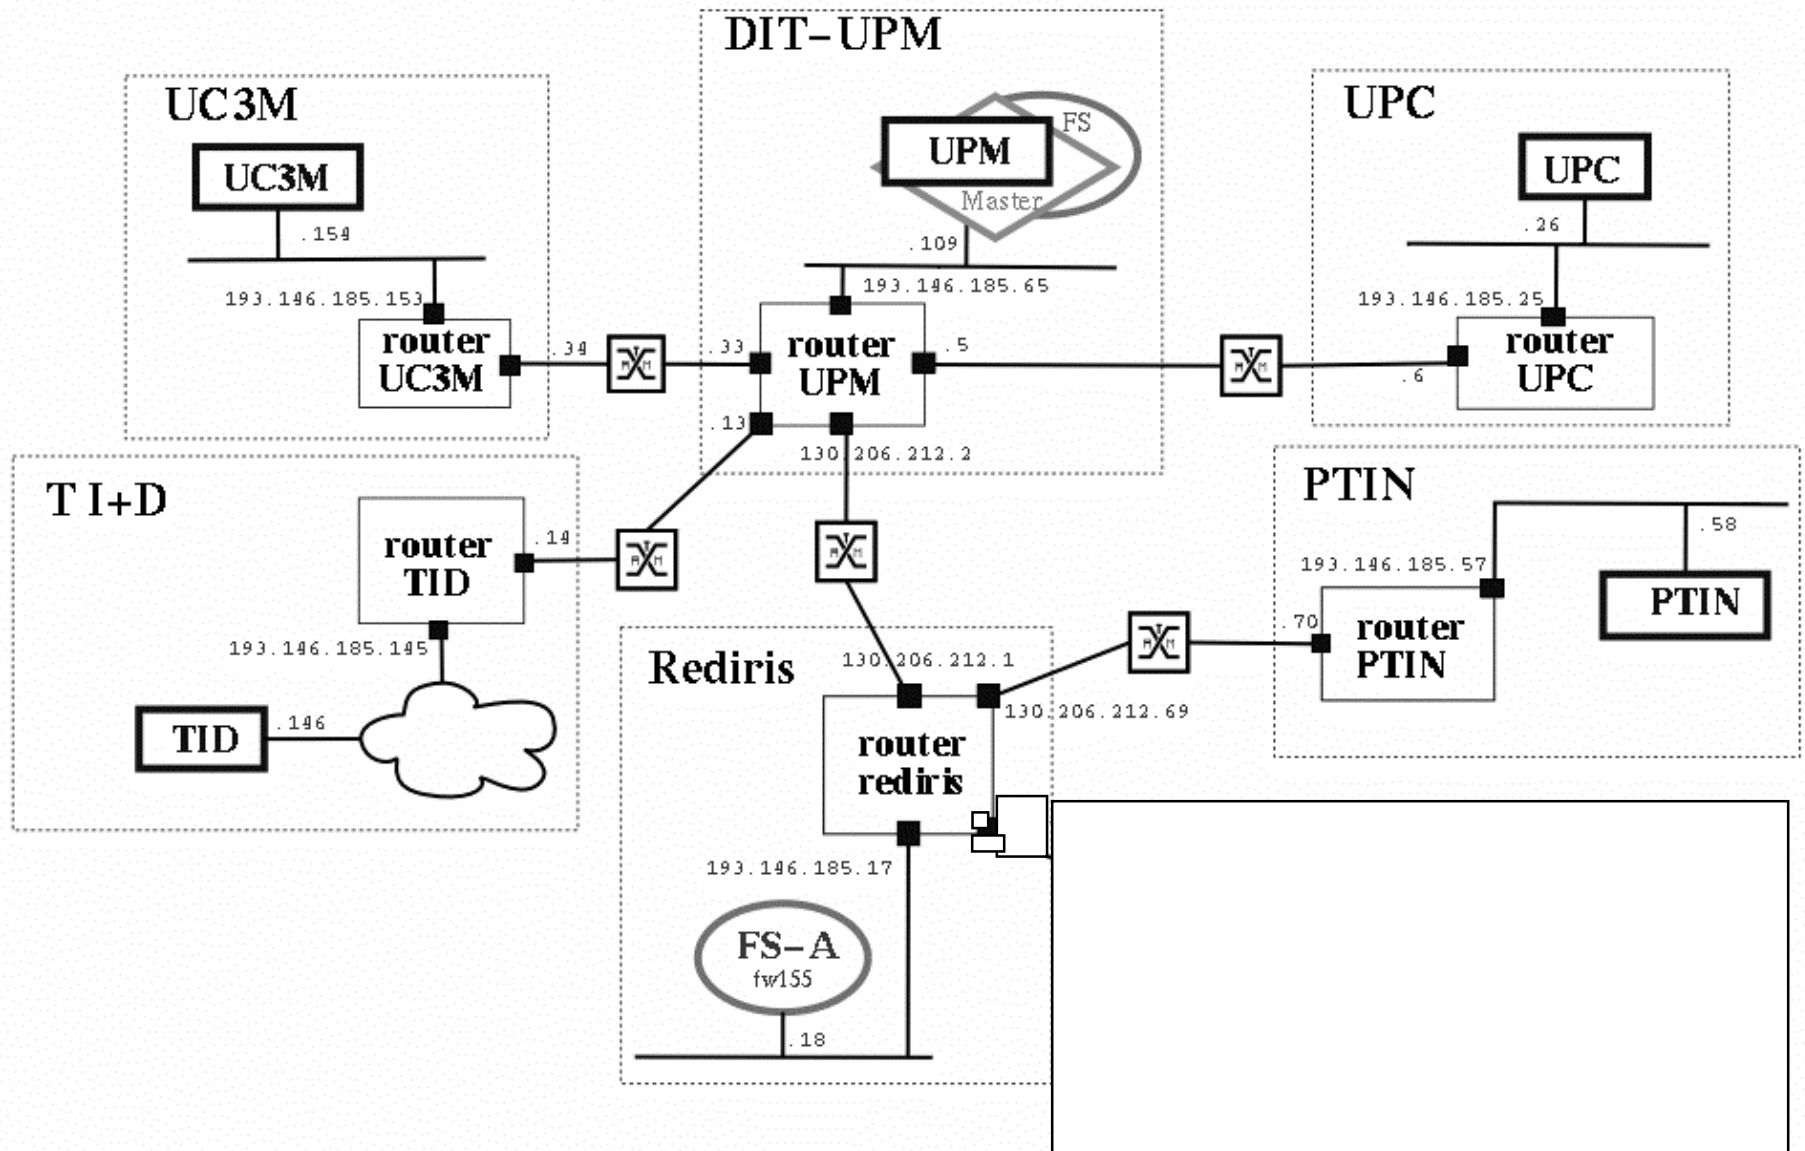 DIT-UPM
UC3M
UPC
FS
UPM
Master
UC3M
UPC
.154
.109
.26
193.146.185.153
193.146.185.65
193.146.185.25
router
UC3M
.34
.33
router
UPM
.5
router
UPC
.6
.13
130.206.212.2
T I+D
PTIN
router
TID
.14
.58
193.146.185.57
PTIN
193.146.185.145
.70
router
PTIN
Rediris
130.206.212.1
130.206.212.69
TID
.146
router
rediris
193.146.185.17
FS-A
fw155
.18
A T M
A T M
A T M
A T M
A T M